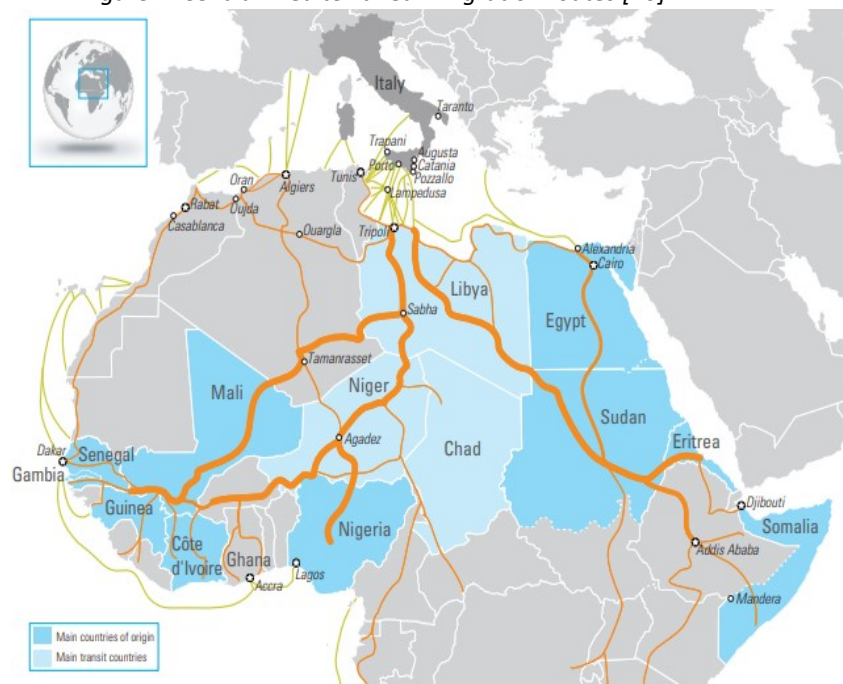 Italy
Taranto
Trapani
Augusta
Porto
Catania
Pozzallo
Oran
Algiers
Tunis
Lampedusa
Rabat
Oujda
Casablanca
Ouargla
Tripoli
Alexandria
Cairo
Libya
Sabha
Egypt
Tamanrasset
Mali
Niger
Sudan
Agadez
Chad
Eritrea
Dakar
Senegal
Gambia
Djibouti
Guinea
Nigeria
Somalia
Côte
d'Ivoire
Ghana
Addis Ababa
Lagos
Accra
Mandera
Main countries of origin
Main transit countries